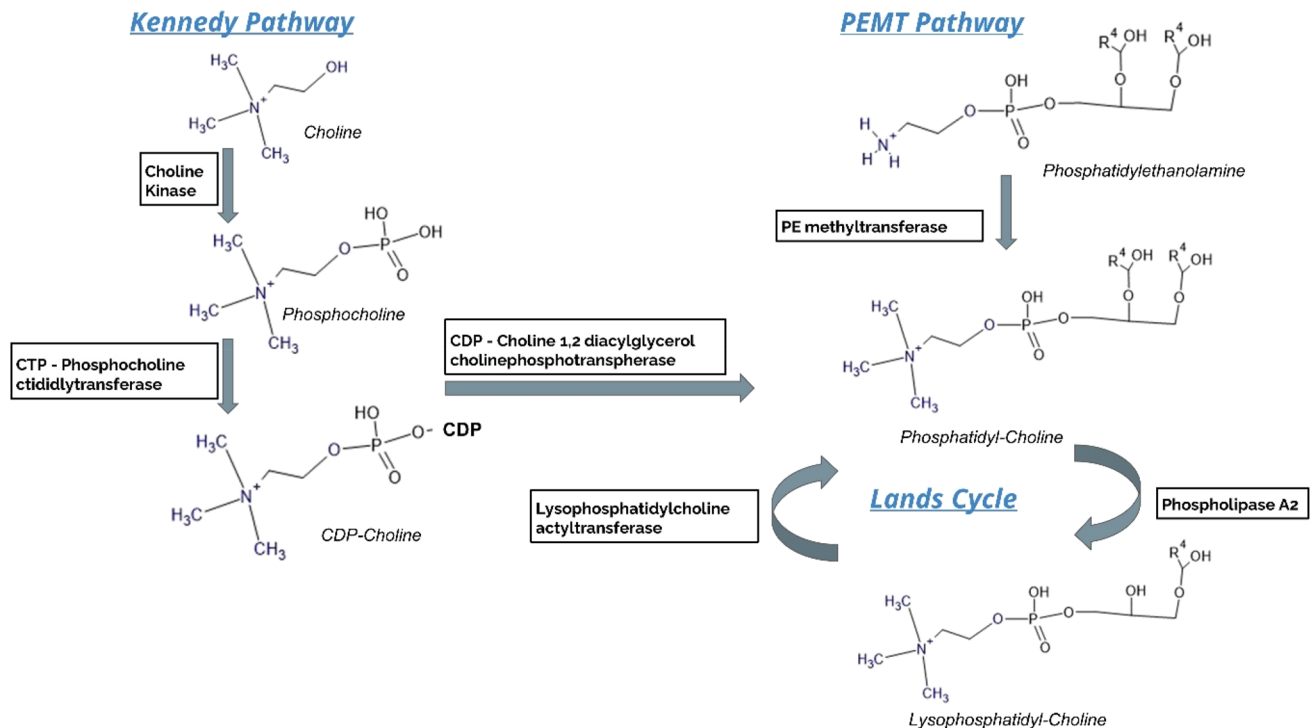 Kennedy Pathway
H₃C
OH
N⁺
H₃C
CH₃
Choline
Choline
Kinase
HO
OH
H₃C
O
P
O
N⁺
H₃C
CH₃
Phosphocholine
CTP - Phosphocholine
ctididlytransferase
HO
O- CDP
H₃C
O
P
O
N⁺
H₃C
CH₃
CDP-Choline
CDP - Choline 1,2 diacylglycerol
cholinephosphotranspherase
PEMT Pathway
R⁴ OH
R⁴ OH
OH
O
O
O
P
O
O
H
N⁺
H H
Phosphatidylethanolamine
PE methyltransferase
R⁴ OH
R⁴ OH
OH
O
O
H₃C
O
P
O
O
N⁺
H₃C
CH₃
Phosphatidyl-Choline
Lands Cycle
Lysophosphatidylcholine
actyltransferase
Phospholipase A2
R⁴ OH
OH
OH
O
H₃C
O
P
O
O
N⁺
H₃C
CH₃
Lysophosphatidyl-Choline